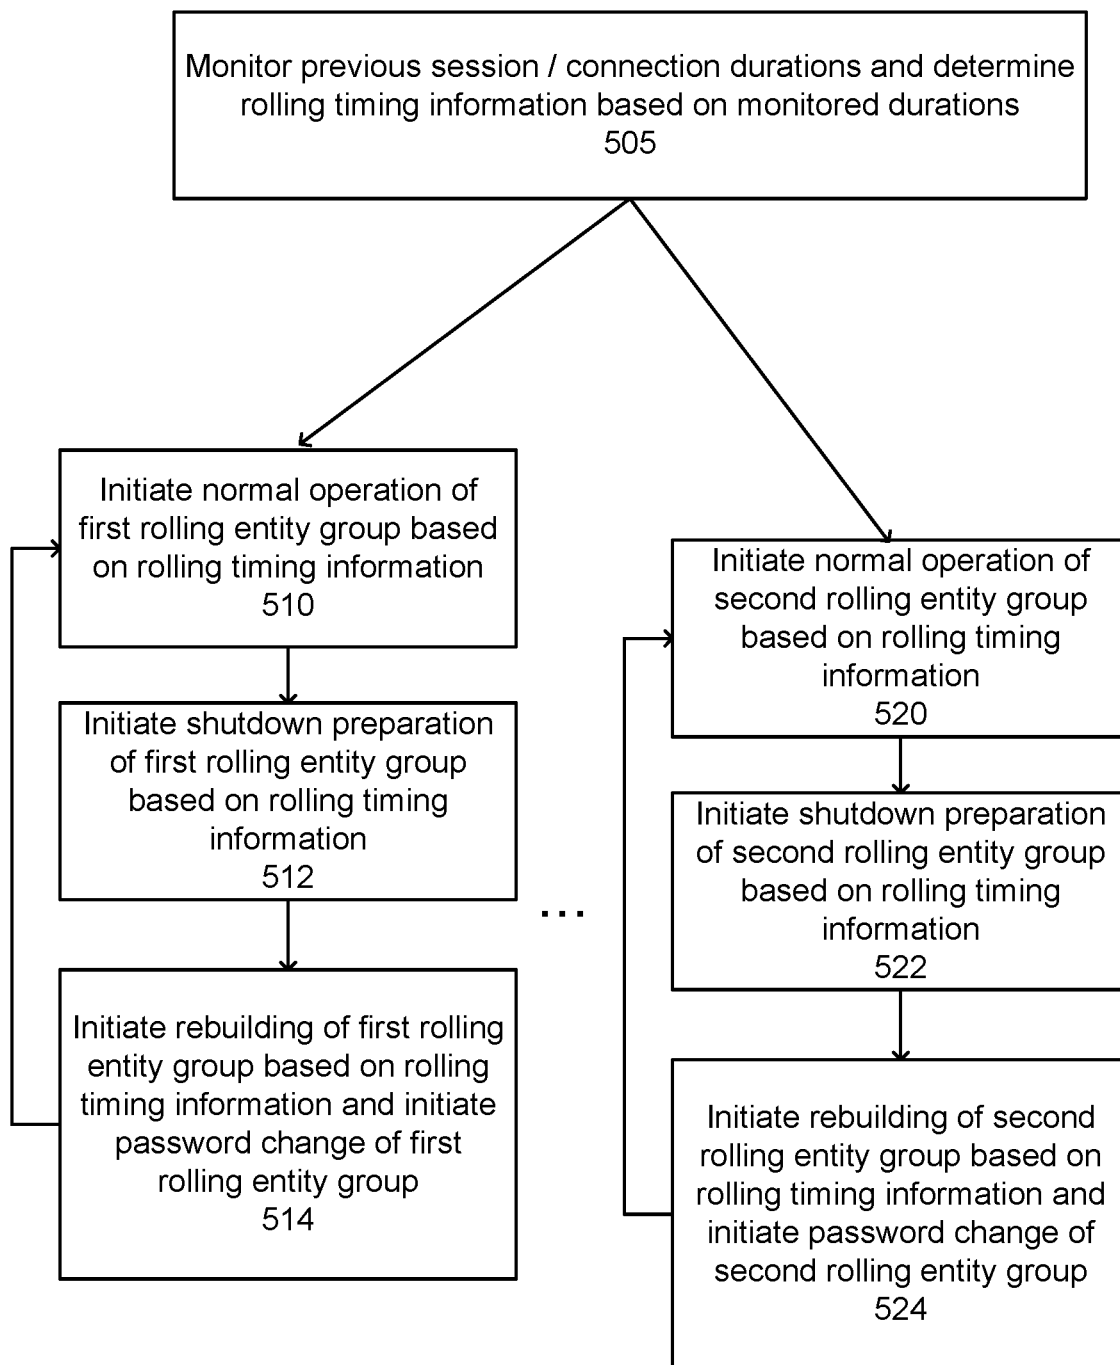 Monitor previous session / connection durations and determine
rolling timing information based on monitored durations
505
Initiate normal operation of
first rolling entity group based
on rolling timing information
510
Initiate shutdown preparation
of first rolling entity group
based on rolling timing
information
512
Initiate rebuilding of first rolling
entity group based on rolling
timing information and initiate
password change of first
rolling entity group
514
...
Initiate normal operation of
second rolling entity group
based on rolling timing
information
520
Initiate shutdown preparation
of second rolling entity group
based on rolling timing
information
522
Initiate rebuilding of second
rolling entity group based on
rolling timing information and
initiate password change of
second rolling entity group
524